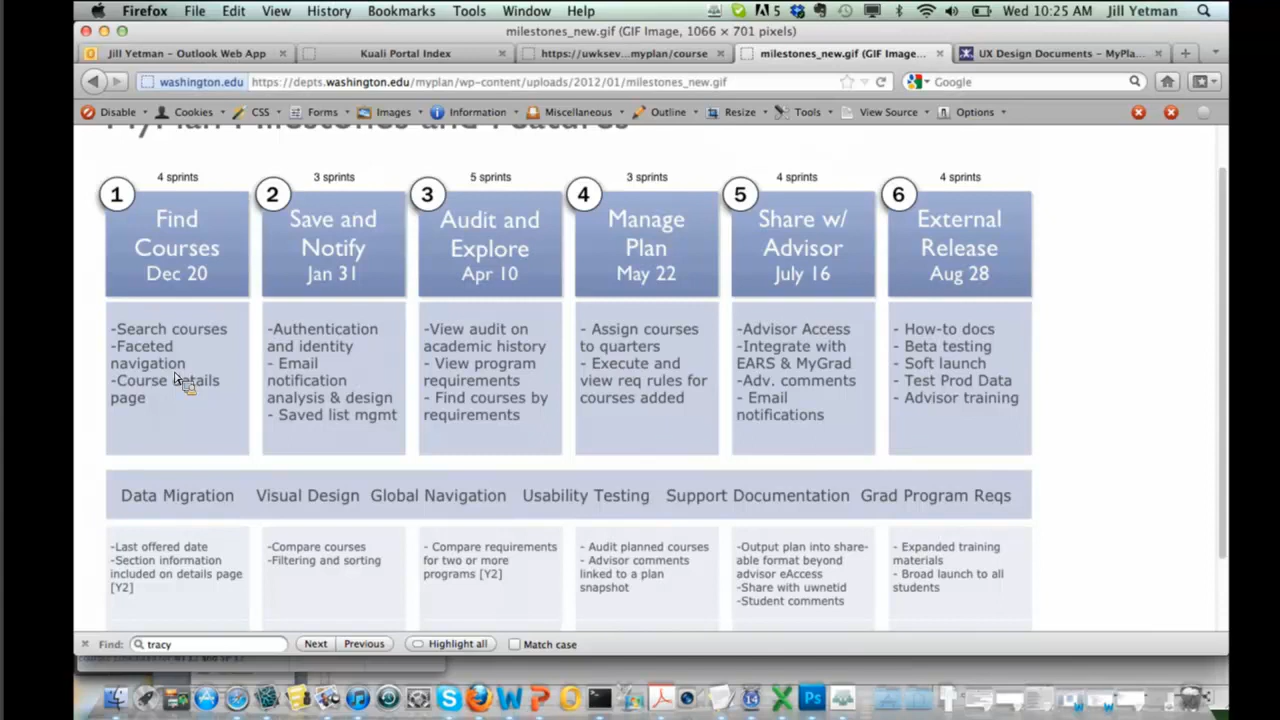 Firefox File Edit View History Bookmarks Tools Window Help 5 Wed 10:25 AM Jill Yetman
milestones_new.gif (GIF Image, 1066 × 701 pixels)
Jill Yetman – Outlook Web App Kuali Portal Index https://uwksev...myplan/course milestones_new.gif (GIF Image... UX Design Documents – MyPla...
washington.edu https://depts.washington.edu/myplan/wp-content/uploads/2012/01/milestones_new.gif Google
Disable Cookies CSS Forms Images Information Miscellaneous Outline Resize Tools View Source Options
MyPlan Milestones and Features
4 sprints 3 sprints 5 sprints 3 sprints 4 sprints 4 sprints
1
Find
Courses
Dec 20
2
Save and
Notify
Jan 31
3
Audit and
Explore
Apr 10
4
Manage
Plan
May 22
5
Share w/
Advisor
July 16
6
External
Release
Aug 28
-Search courses
-Faceted
navigation
-Course details
page
-Authentication
and identity
- Email
notification
analysis & design
- Saved list mgmt
-View audit on
academic history
- View program
requirements
- Find courses by
requirements
- Assign courses
to quarters
- Execute and
view req rules for
courses added
-Advisor Access
-Integrate with
EARS & MyGrad
-Adv. comments
- Email
notifications
- How-to docs
- Beta testing
- Soft launch
- Test Prod Data
- Advisor training
Data Migration Visual Design Global Navigation Usability Testing Support Documentation Grad Program Reqs
-Last offered date
-Section information
included on details page
[Y2]
-Compare courses
-Filtering and sorting
- Compare requirements
for two or more
programs [Y2]
- Audit planned courses
- Advisor comments
linked to a plan
snapshot
-Output plan into share-
able format beyond
advisor eAccess
-Share with uwnetid
-Student comments
- Expanded training
materials
- Broad launch to all
students
Find: tracy Next Previous Highlight all Match case